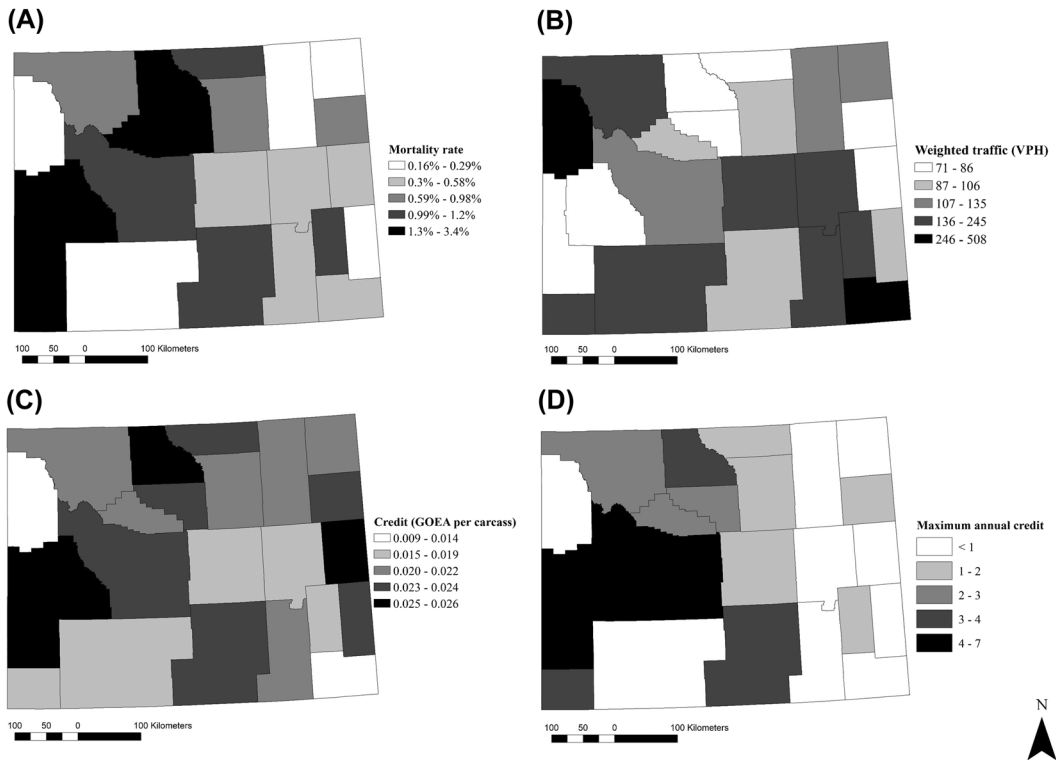 (A)
Mortality rate
0.16% - 0.29%
0.3% - 0.58%
0.59% - 0.98%
0.99% - 1.2%
1.3% - 3.4%
100 50 0 100 Kilometers
(B)
Weighted traffic (VPH)
71 - 86
87 - 106
107 - 135
136 - 245
246 - 508
100 50 0 100 Kilometers
(C)
Credit (GOEA per carcass)
0.009 - 0.014
0.015 - 0.019
0.020 - 0.022
0.023 - 0.024
0.025 - 0.026
100 50 0 100 Kilometers
(D)
Maximum annual credit
< 1
1 - 2
2 - 3
3 - 4
4 - 7
100 50 0 100 Kilometers
N